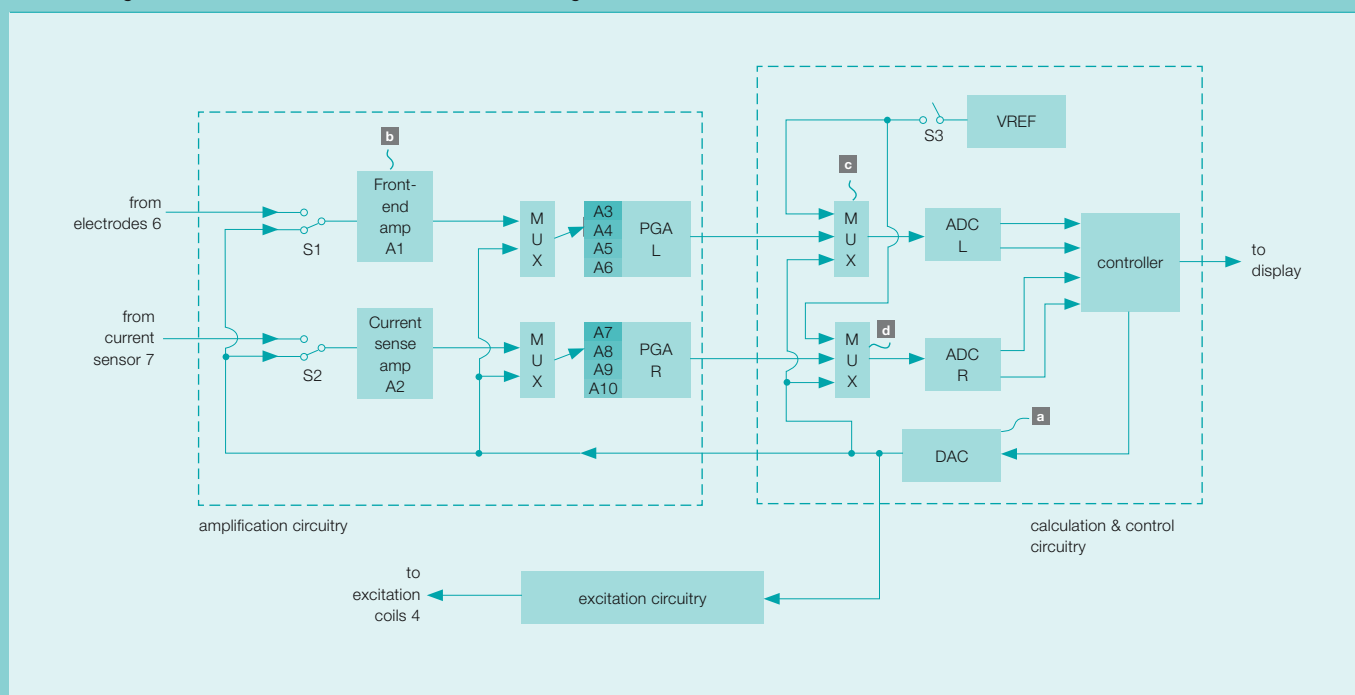 VREF
S3
b
c
from
electrodes 6
S1
Front-
end
amp
A1
M
U
X
A3
A4
A5
A6
PGA
L
M
U
X
ADC
L
controller
to
display
from
current
sensor 7
S2
Current
sense
amp
A2
M
U
X
A7
A8
A9
A10
PGA
R
M
U
X
d
ADC
R
a
DAC
amplification circuitry
calculation & control
circuitry
to
excitation
coils 4
excitation circuitry